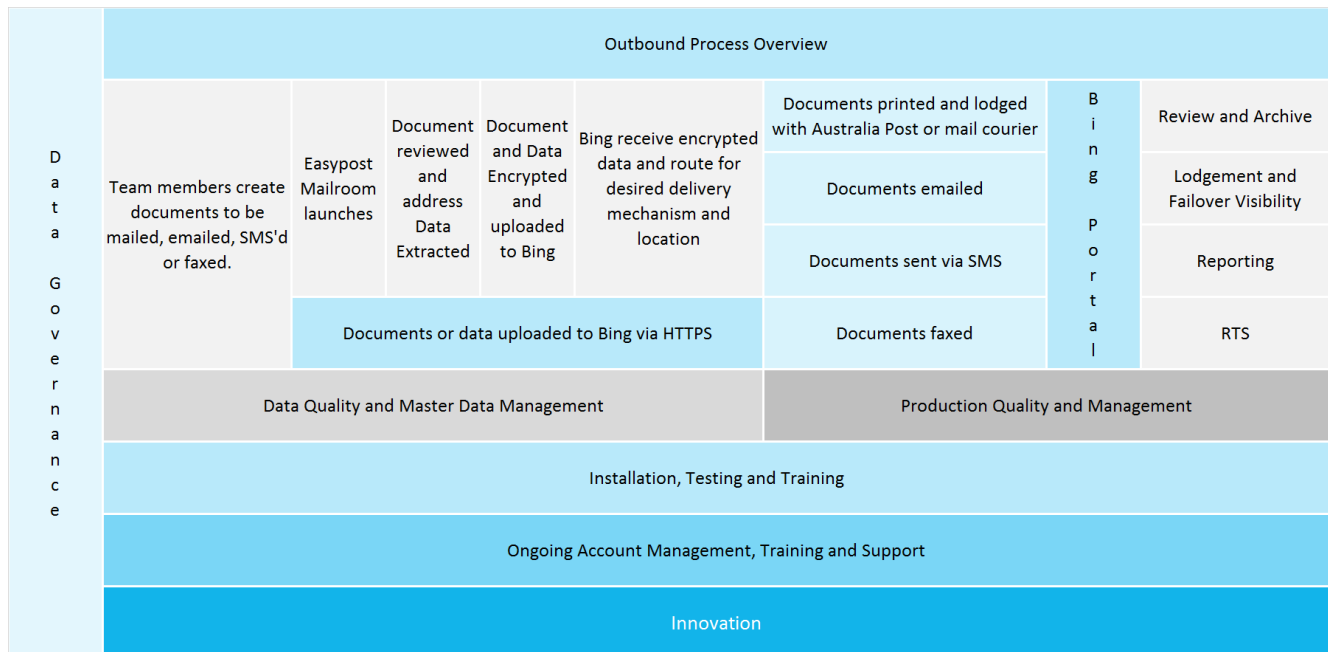 Data Governance
Outbound Process Overview
Team members create
documents to be
mailed, emailed, SMS'd
or faxed.
Easypost
Mailroom
launches
Document
reviewed
and
address
Data
Extracted
Document
and Data
Encrypted
and
uploaded
to Bing
Bing receive encrypted
data and route for
desired delivery
mechanism and
location
Documents or data uploaded to Bing via HTTPS
Documents printed and lodged
with Australia Post or mail courier
Documents emailed
Documents sent via SMS
Documents faxed
Bing Portal
Review and Archive
Lodgement and
Failover Visibility
Reporting
RTS
Data Quality and Master Data Management
Production Quality and Management
Installation, Testing and Training
Ongoing Account Management, Training and Support
Innovation